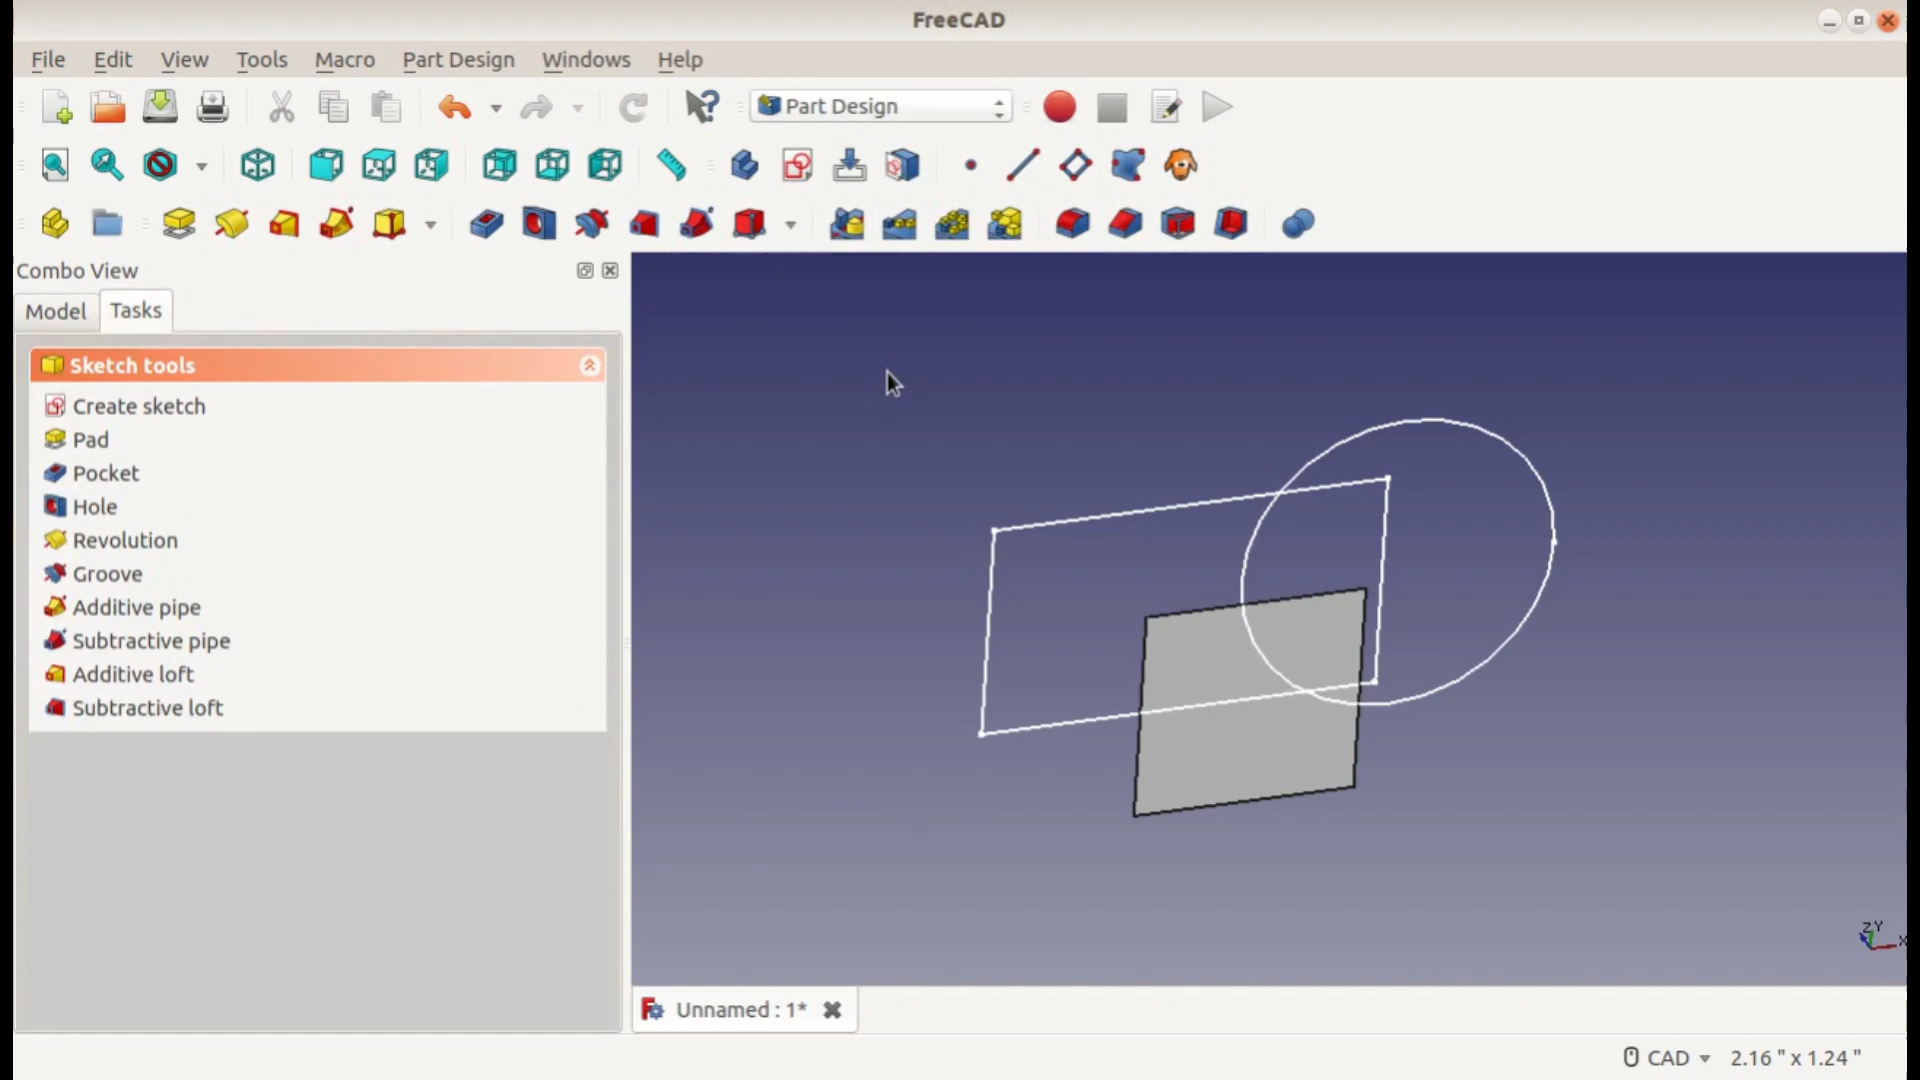 FreeCAD
File Edit View Tools Macro Part Design Windows Help
Part Design
Combo View
Model Tasks
Sketch tools
Create sketch
Pad
Pocket
Hole
Revolution
Groove
Additive pipe
Subtractive pipe
Additive loft
Subtractive loft
Z Y
X
Unnamed : 1*
CAD 2.16 " x 1.24 "